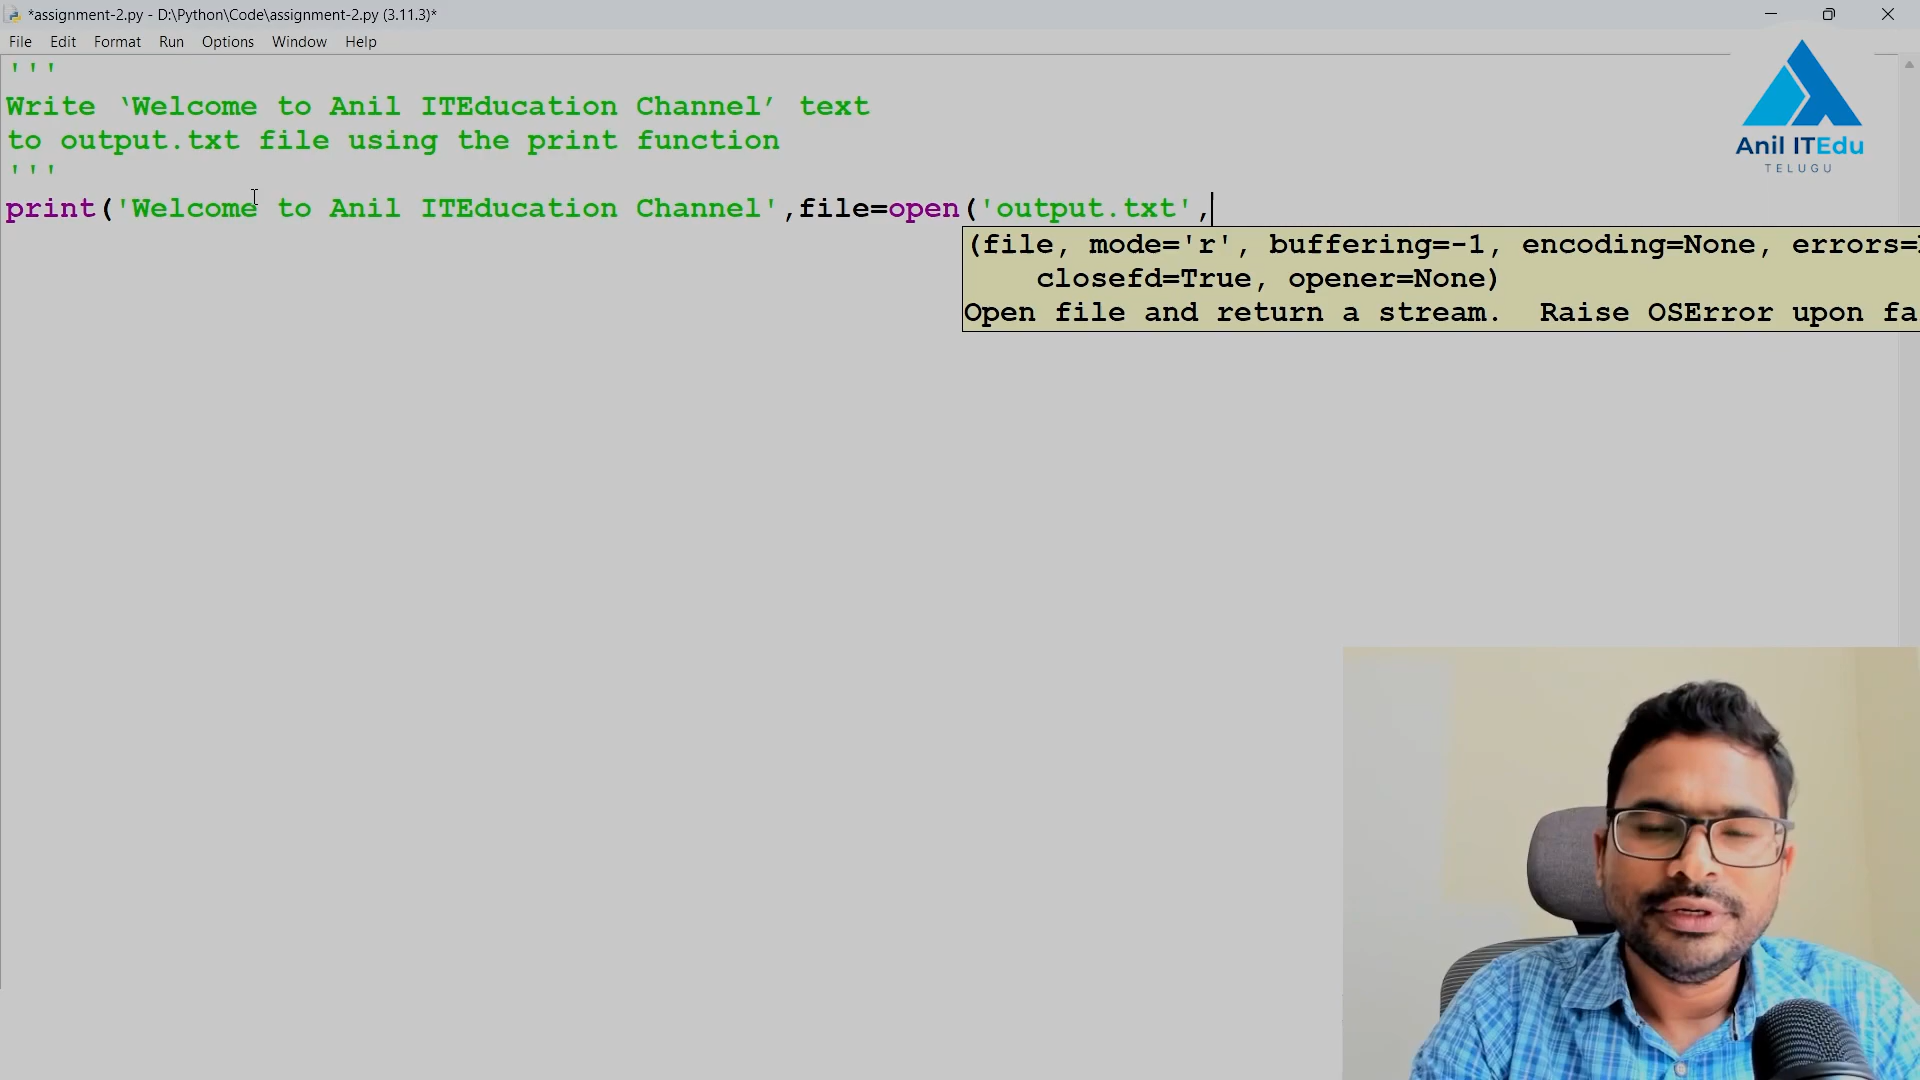 *assignment-2.py - D:\Python\Code\assignment-2.py (3.11.3)*
File Edit Format Run Options Window Help
'''
Write ‘Welcome to Anil ITEducation Channel’ text
to output.txt file using the print function
'''
print('Welcome to Anil ITEducation Channel',file=open('output.txt',
(file, mode='r', buffering=-1, encoding=None, errors=
closefd=True, opener=None)
Open file and return a stream. Raise OSError upon fa
Anil ITEdu
TELUGU